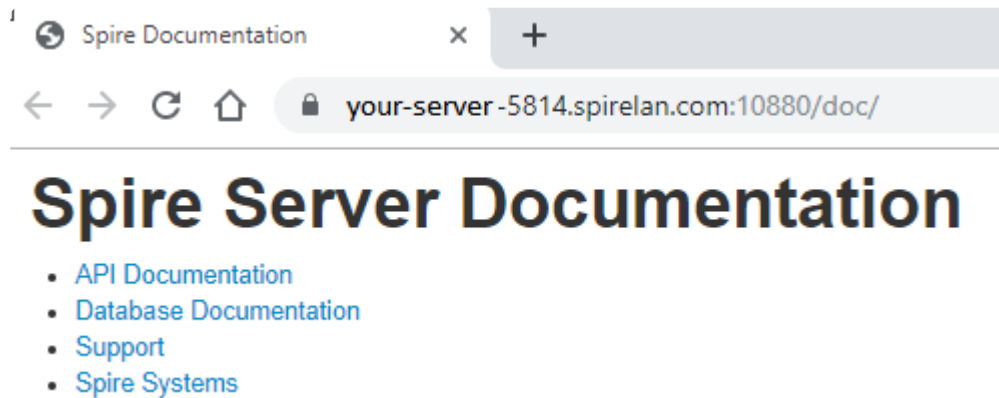 Spire Documentation
your-server-5814.spirelan.com:10880/doc/
Spire Server Documentation
API Documentation
Database Documentation
Support
Spire Systems